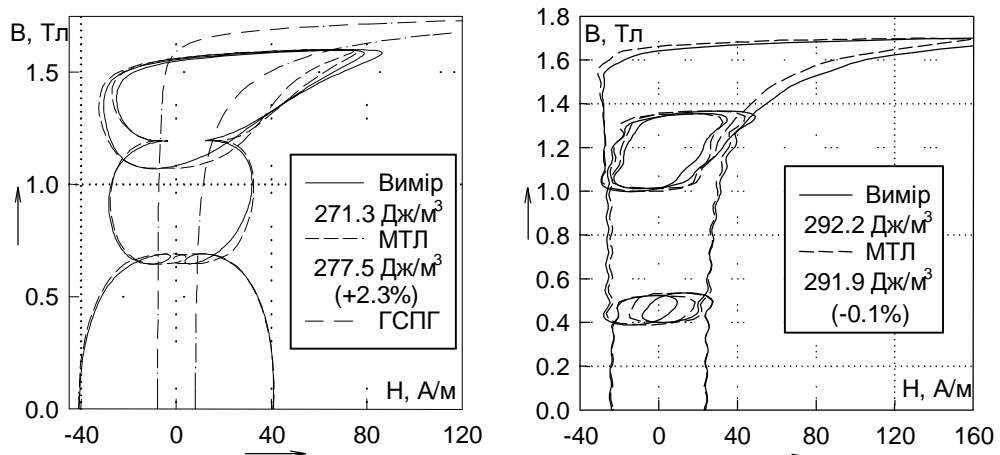 B, Тл
1.5
1.0
0.5
0.0
-40
0
40
80
120
H, А/м
Вимір
271.3 Дж/м³
МТЛ
277.5 Дж/м³
(+2.3%)
ГСПГ
B, Тл
1.8
1.6
1.4
1.2
1.0
0.8
0.6
0.4
0.2
0.0
-40
0
40
80
120
160
H, А/м
Вимір
292.2 Дж/м³
МТЛ
291.9 Дж/м³
(-0.1%)